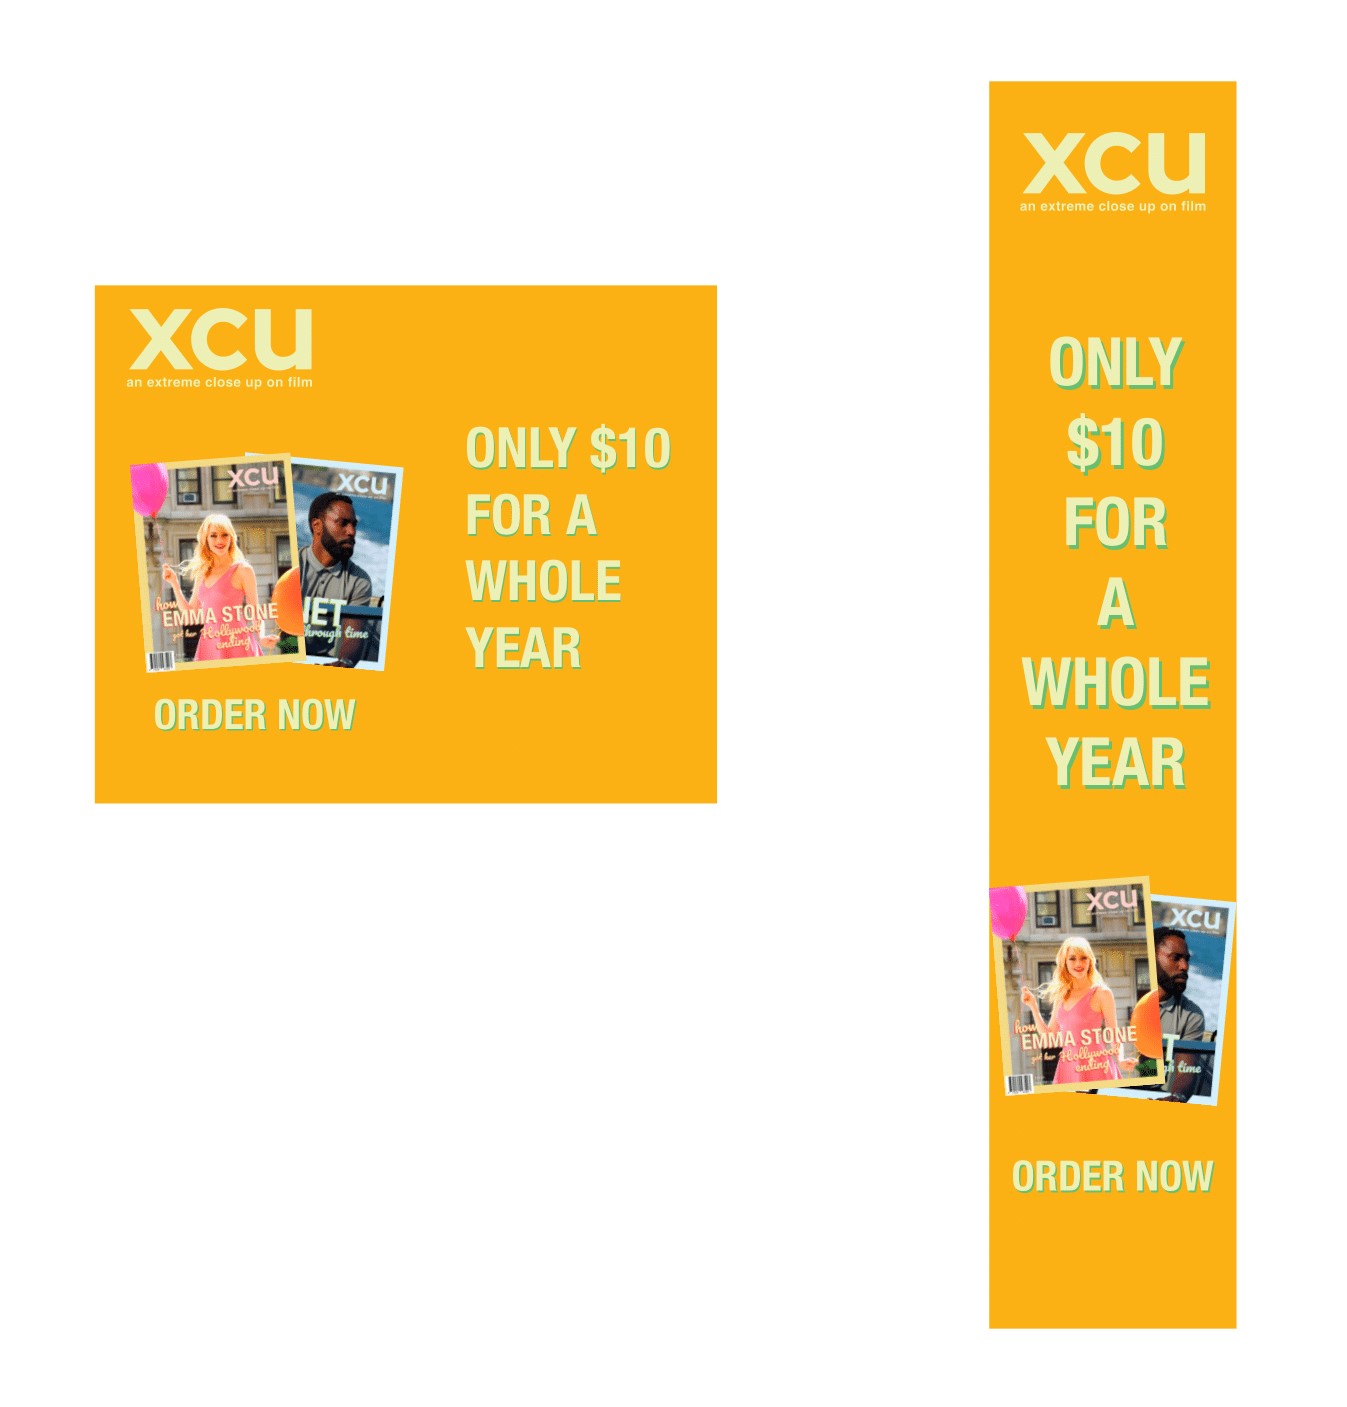 xcu
an extreme close up on film
ONLY $10
FOR A
WHOLE
YEAR
xcu
xcu
how
EMMA STONE
got her Hollywood
ending
NET
through time
ORDER NOW
xcu
an extreme close up on film
ONLY
$10
FOR
A
WHOLE
YEAR
xcu
xcu
how
EMMA STONE
got her Hollywood
ending
T
gh time
ORDER NOW